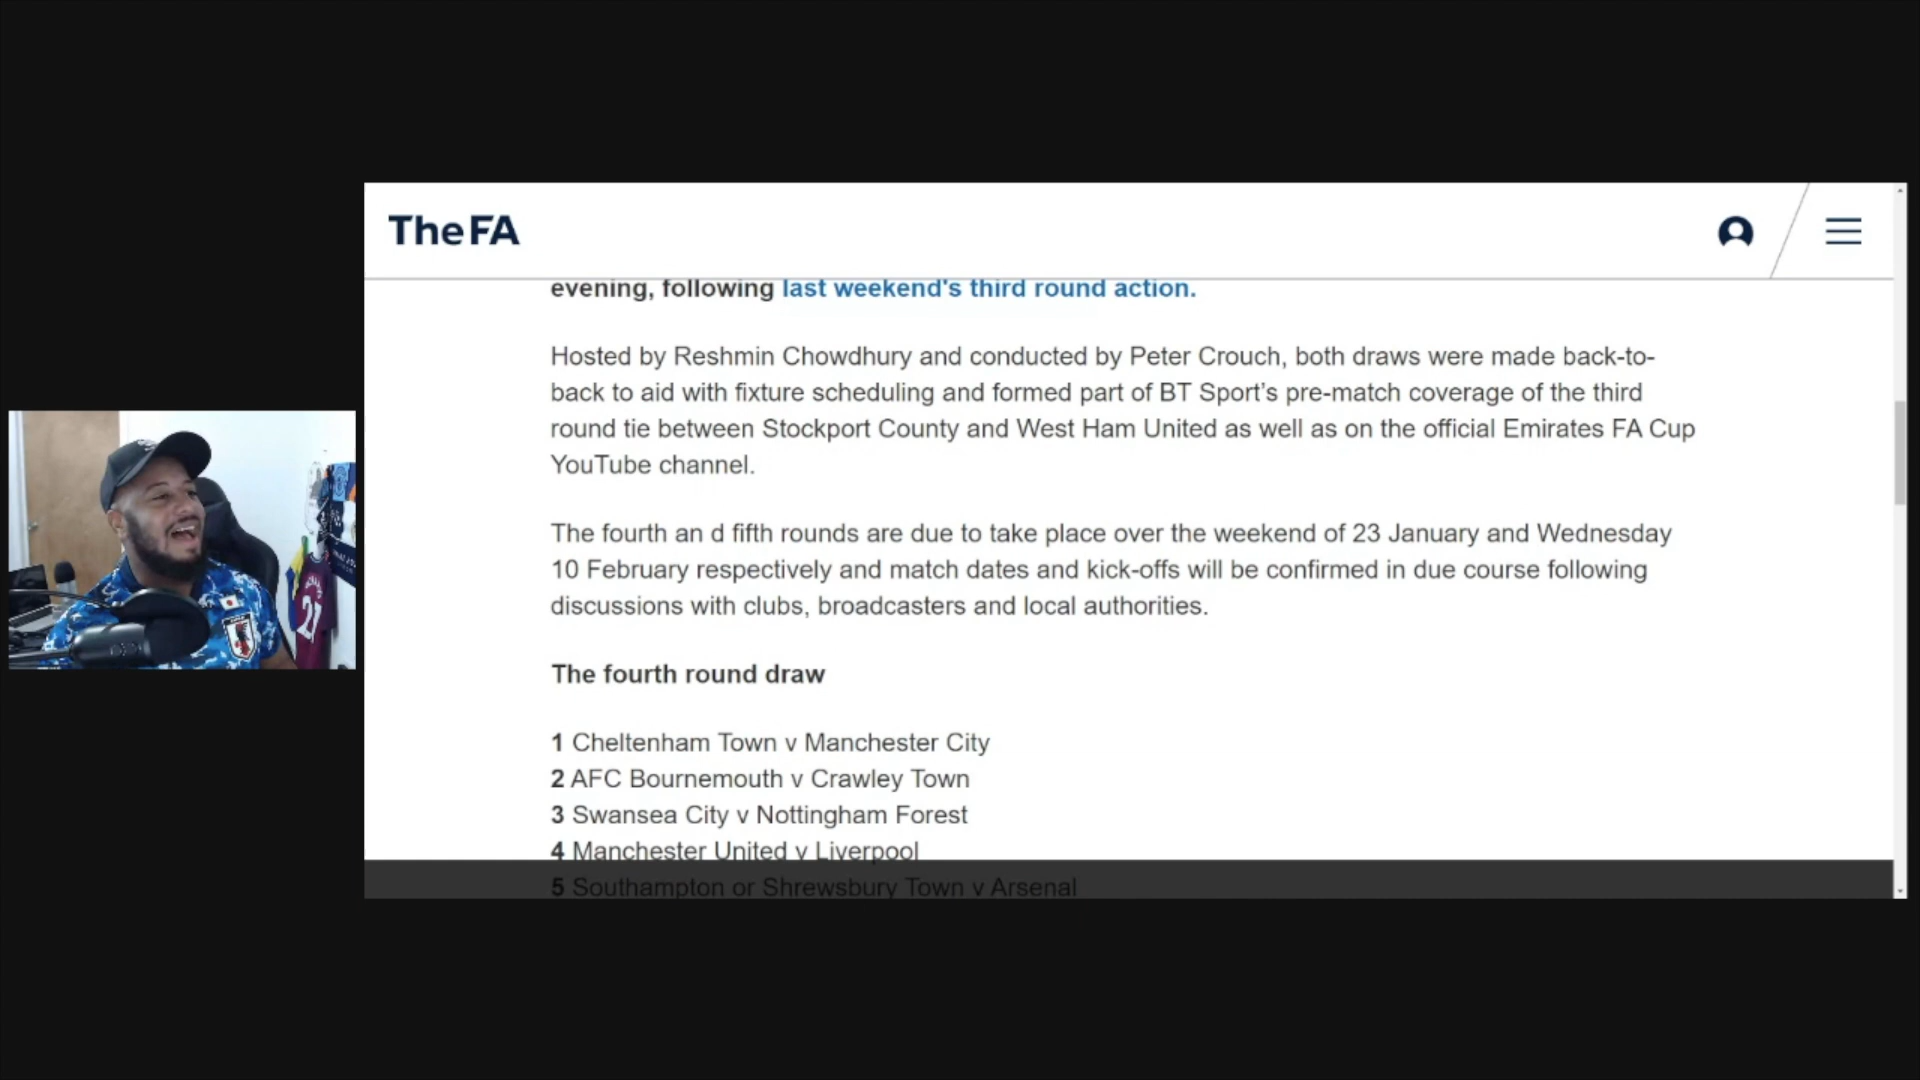 TheFA
evening, following last weekend's third round action.
Hosted by Reshmin Chowdhury and conducted by Peter Crouch, both draws were made back-to-
back to aid with fixture scheduling and formed part of BT Sport’s pre-match coverage of the third
round tie between Stockport County and West Ham United as well as on the official Emirates FA Cup
YouTube channel.
The fourth an d fifth rounds are due to take place over the weekend of 23 January and Wednesday
10 February respectively and match dates and kick-offs will be confirmed in due course following
discussions with clubs, broadcasters and local authorities.
The fourth round draw
1 Cheltenham Town v Manchester City
2 AFC Bournemouth v Crawley Town
3 Swansea City v Nottingham Forest
4 Manchester United v Liverpool
5 Southampton or Shrewsbury Town v Arsenal
21